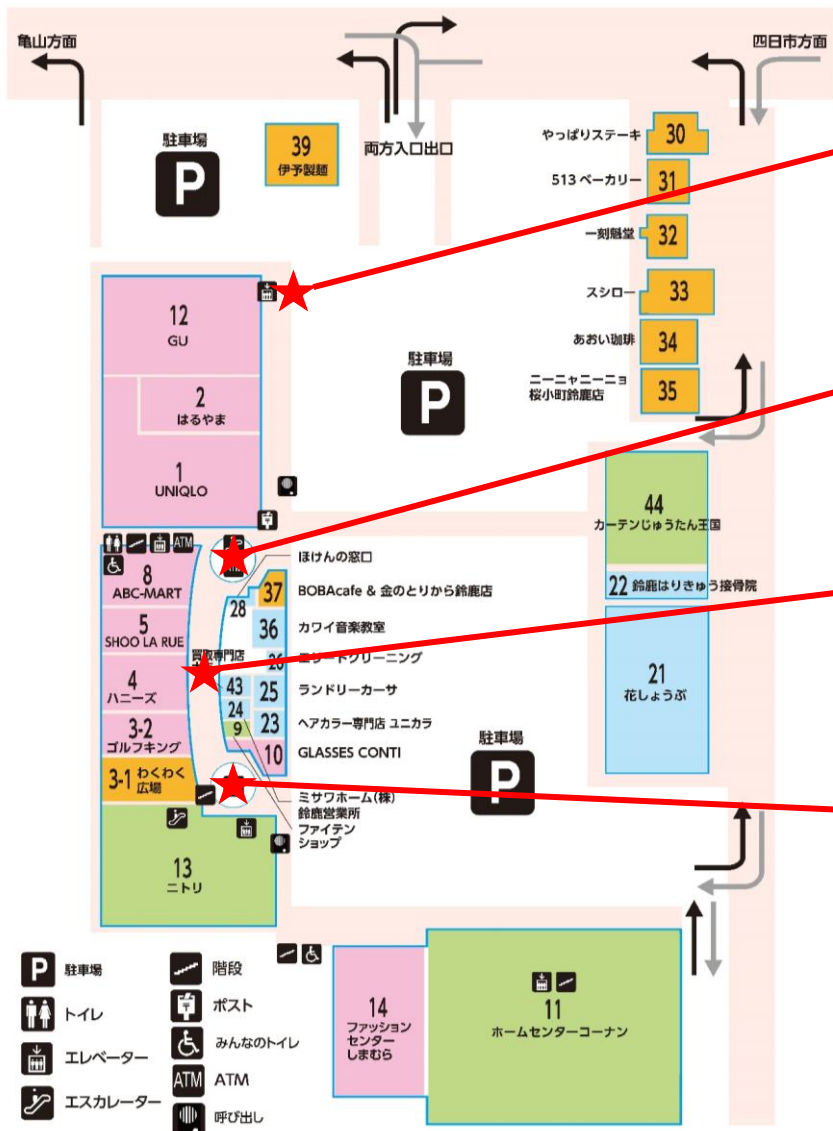 亀山方面
四日市方面
駐車場
P
39
伊予製麺
両方入口出口
やっぱりステーキ
30
513 ベーカリー
31
一刻魁堂
32
スシロー
33
あおい珈琲
34
ニーニャニーニョ
桜小町鈴鹿店
35
12
GU
2
はるやま
1
UNIQLO
駐車場
P
44
カーテンじゅうたん王国
22 鈴鹿はりきゅう接骨院
21
花しょうぶ
ATM
8
ABC-MART
5
SHOO LA RUE
4
ハニーズ
3-2
ゴルフキング
3-1 わくわく
広場
13
ニトリ
ほけんの窓口
28
37
BOBAcafe & 金のとりから鈴鹿店
36
カワイ音楽教室
買取専門店
26
エリートクリーニング
43
25
ランドリーカーサ
24
23
ヘアカラー専門店 ユニカラ
9
10
GLASSES CONTI
ミサワホーム(株)
鈴鹿営業所
ファイテン
ショップ
駐車場
P
14
ファッション
センター
しまむら
11
ホームセンターコーナン
P
駐車場
トイレ
エレベーター
エスカレーター
階段
ポスト
みんなのトイレ
ATM
ATM
呼び出し